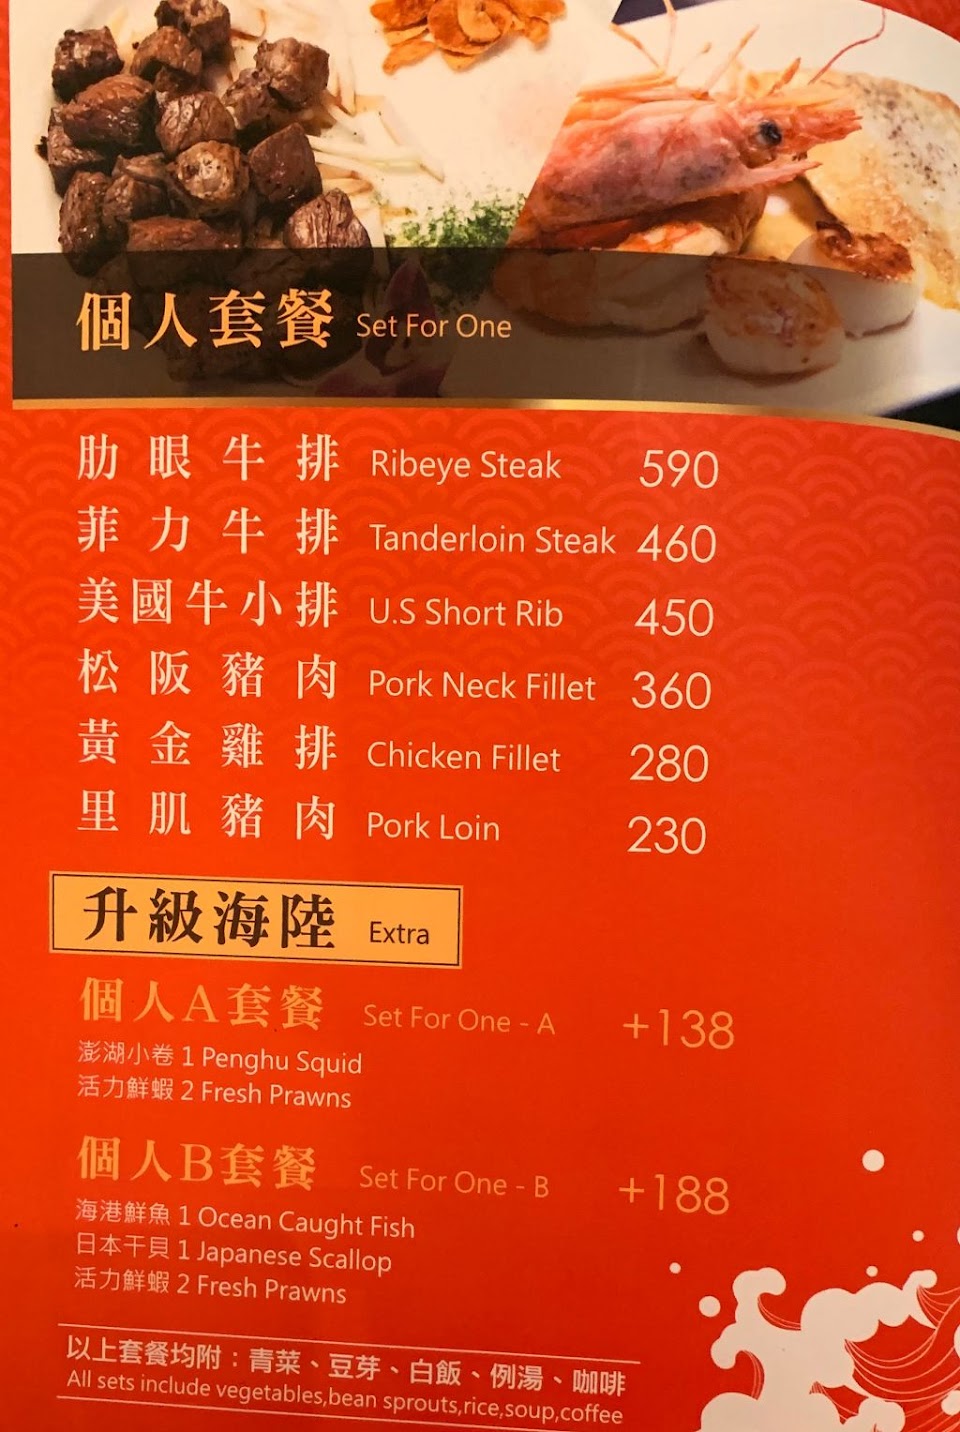 個人套餐 Set For One
肋眼牛排 Ribeye Steak 590
菲力牛排 Tanderloin Steak 460
美國牛小排 U.S Short Rib 450
松阪豬肉 Pork Neck Fillet 360
黃金雞排 Chicken Fillet 280
里肌豬肉 Pork Loin 230
升級海陸 Extra
個人A套餐 Set For One - A +138
澎湖小卷 1 Penghu Squid
活力鮮蝦 2 Fresh Prawns
個人B套餐 Set For One - B +188
海港鮮魚 1 Ocean Caught Fish
日本干貝 1 Japanese Scallop
活力鮮蝦 2 Fresh Prawns
以上套餐均附：青菜、豆芽、白飯、例湯、咖啡
All sets include vegetables,bean sprouts,rice,soup,coffee